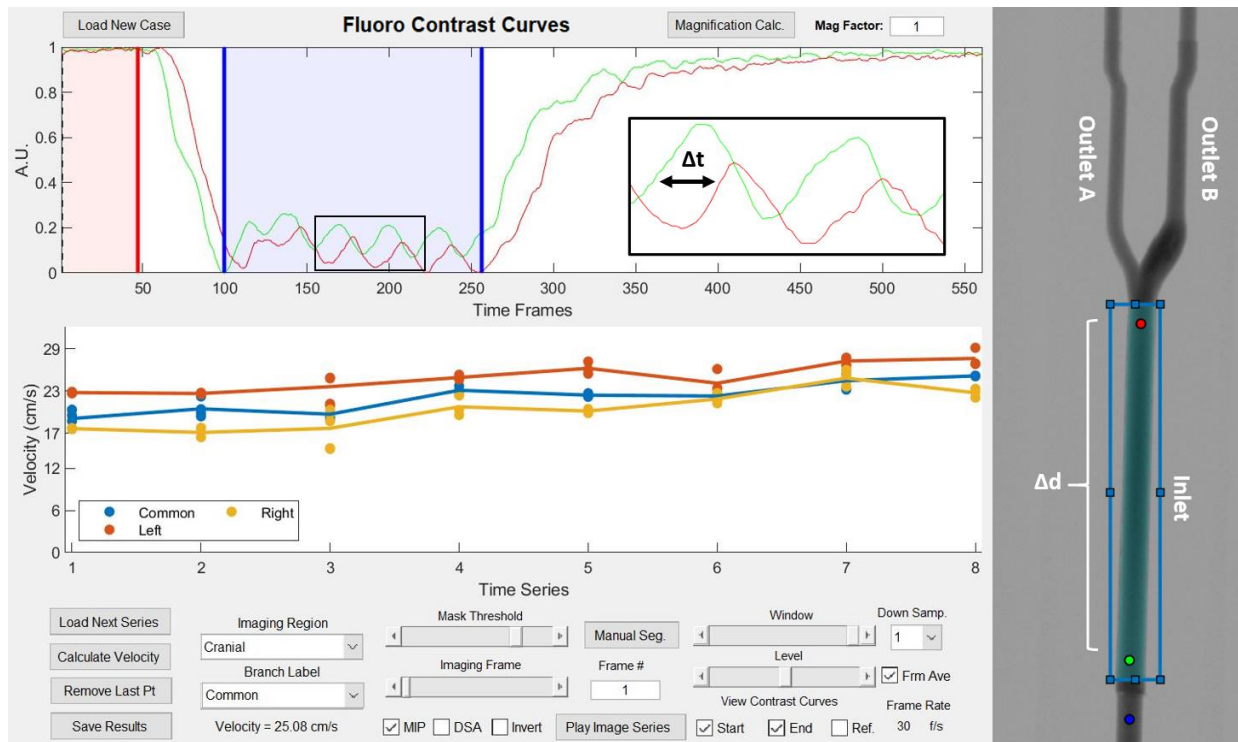 Load New Case
Fluoro Contrast Curves
Magnification Calc.
Mag Factor:
1
1
0.8
0.6
0.4
0.2
0
A.U.
Δt
50
100
150
200
250
300
350
400
450
500
550
Time Frames
29
23
17
12
6
0
Velocity (cm/s)
Common
Right
Left
1
2
3
4
5
6
7
8
Time Series
Load Next Series
Calculate Velocity
Remove Last Pt
Save Results
Imaging Region
Cranial
Branch Label
Common
Velocity = 25.08 cm/s
Mask Threshold
Imaging Frame
MIP
DSA
Invert
Manual Seg.
Frame #
1
Play Image Series
Window
Level
View Contrast Curves
Start
End
Ref.
Down Samp.
1
Frm Ave
Frame Rate
30 f/s
Outlet A
Outlet B
Δd
Inlet